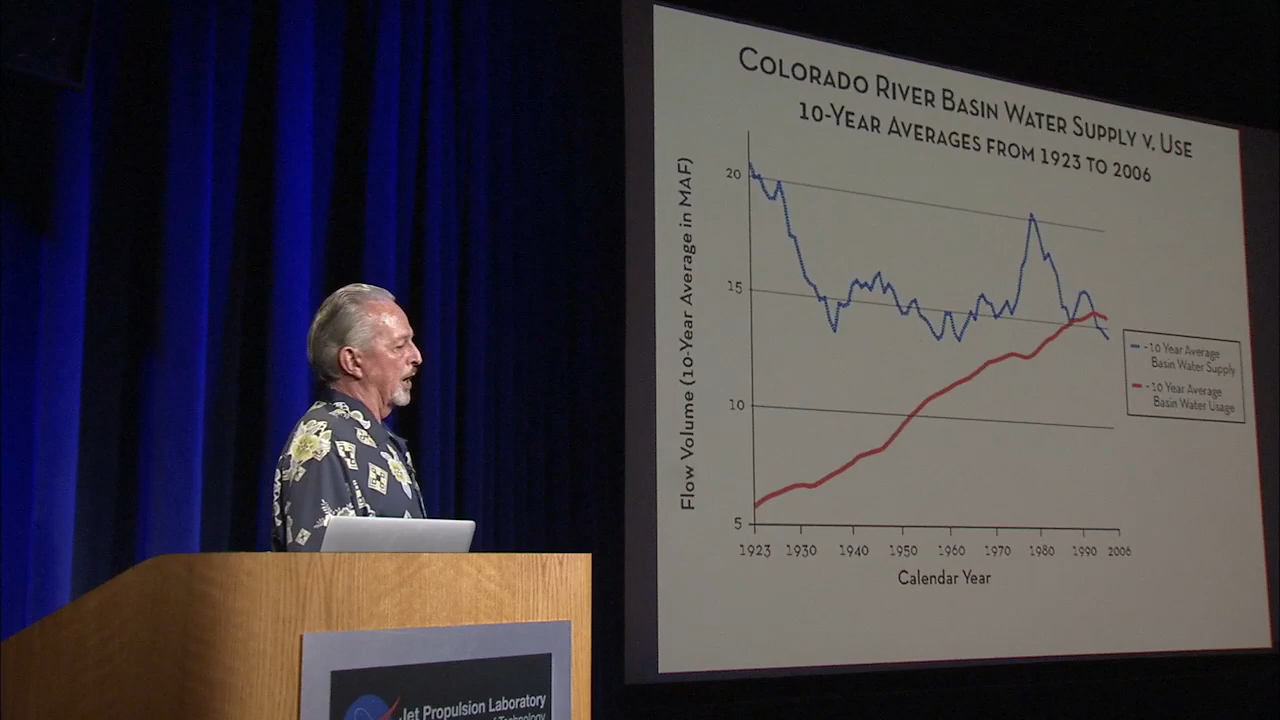 COLORADO RIVER BASIN WATER SUPPLY V. USE
10-YEAR AVERAGES FROM 1923 TO 2006
Flow Volume (10-Year Average in MAF)
20
15
10
5
1923 1930 1940 1950 1960 1970 1980 1990 2006
Calendar Year
-10 Year Average
Basin Water Supply
-10 Year Average
Basin Water Usage
Jet Propulsion Laboratory
of Technology